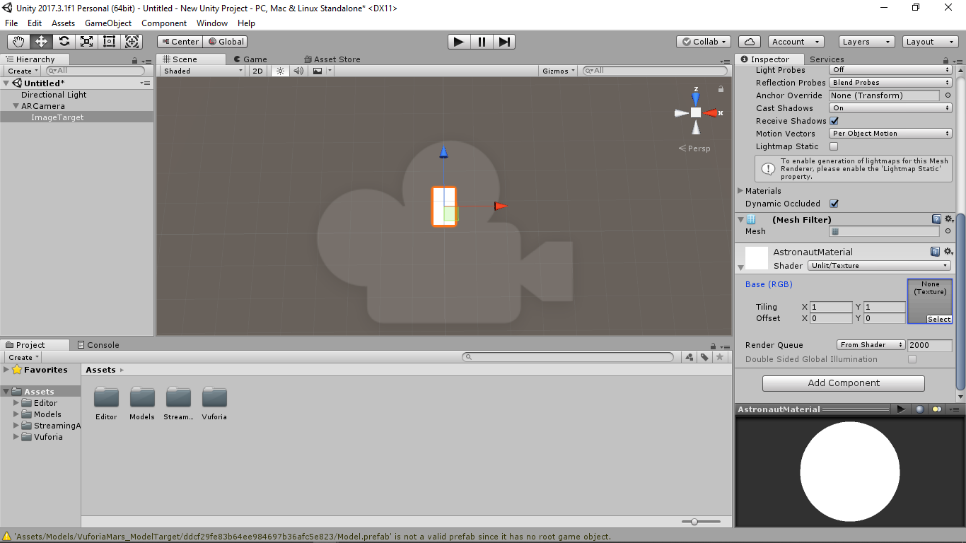 Unity 2017.3.1f1 Personal (64bit) - Untitled - New Unity Project - PC, Mac & Linux Standalone* <DX11>
File Edit Assets GameObject Component Window Help
Center Global Collab Account Layers Layout
Hierarchy
Create All
Untitled*
Directional Light
ARCamera
ImageTarget
Scene Game Asset Store
Shaded 2D Gizmos All
z
x
Persp
Inspector Services
Light Probes Off
Reflection Probes Blend Probes
Anchor Override None (Transform)
Cast Shadows On
Receive Shadows
Motion Vectors Per Object Motion
Lightmap Static
To enable generation of lightmaps for this Mesh
Renderer, please enable the 'Lightmap Static'
property.
Materials
Dynamic Occluded
(Mesh Filter)
Mesh
AstronautMaterial
Shader Unlit/Texture
Base (RGB)
None
(Texture)
Select
Tiling X 1 Y 1
Offset X 0 Y 0
Render Queue From Shader 2000
Double Sided Global Illumination
Add Component
AstronautMaterial
Project Console
Create
Favorites
Assets
Editor
Models
StreamingA
Vuforia
Assets
Editor Models Stream... Vuforia
'Assets/Models/VuforiaMars_ModelTarget/ddcf29fe83b64ee984697b36afc5e823/Model.prefab' is not a valid prefab since it has no root game object.